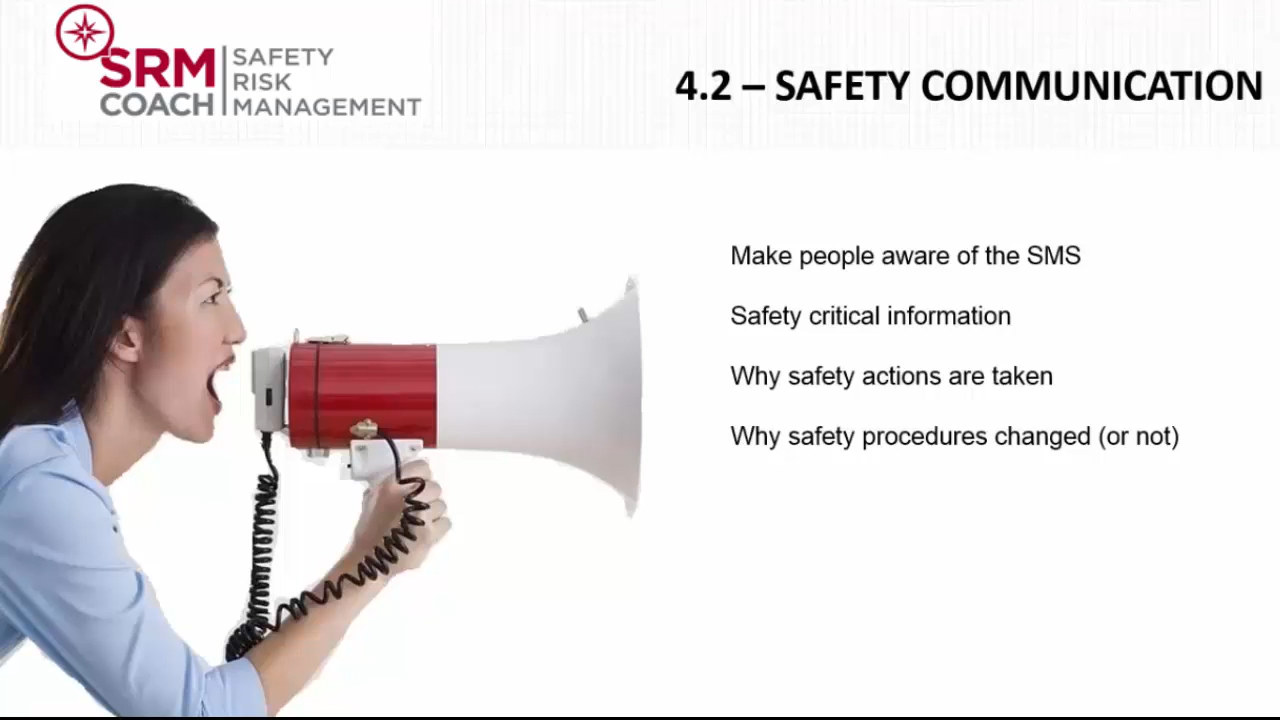 SRM
COACH
SAFETY
RISK
MANAGEMENT
4.2 – SAFETY COMMUNICATION
Make people aware of the SMS
Safety critical information
Why safety actions are taken
Why safety procedures changed (or not)